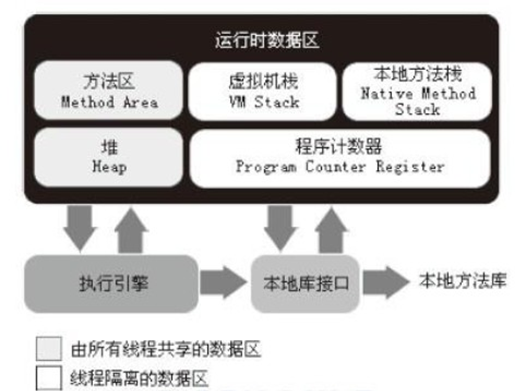 运行时数据区
方法区
Method Area
虚拟机栈
VM Stack
本地方法栈
Native Method
Stack
堆
Heap
程序计数器
Program Counter Register
执行引擎
本地库接口
本地方法库
由所有线程共享的数据区
线程隔离的数据区